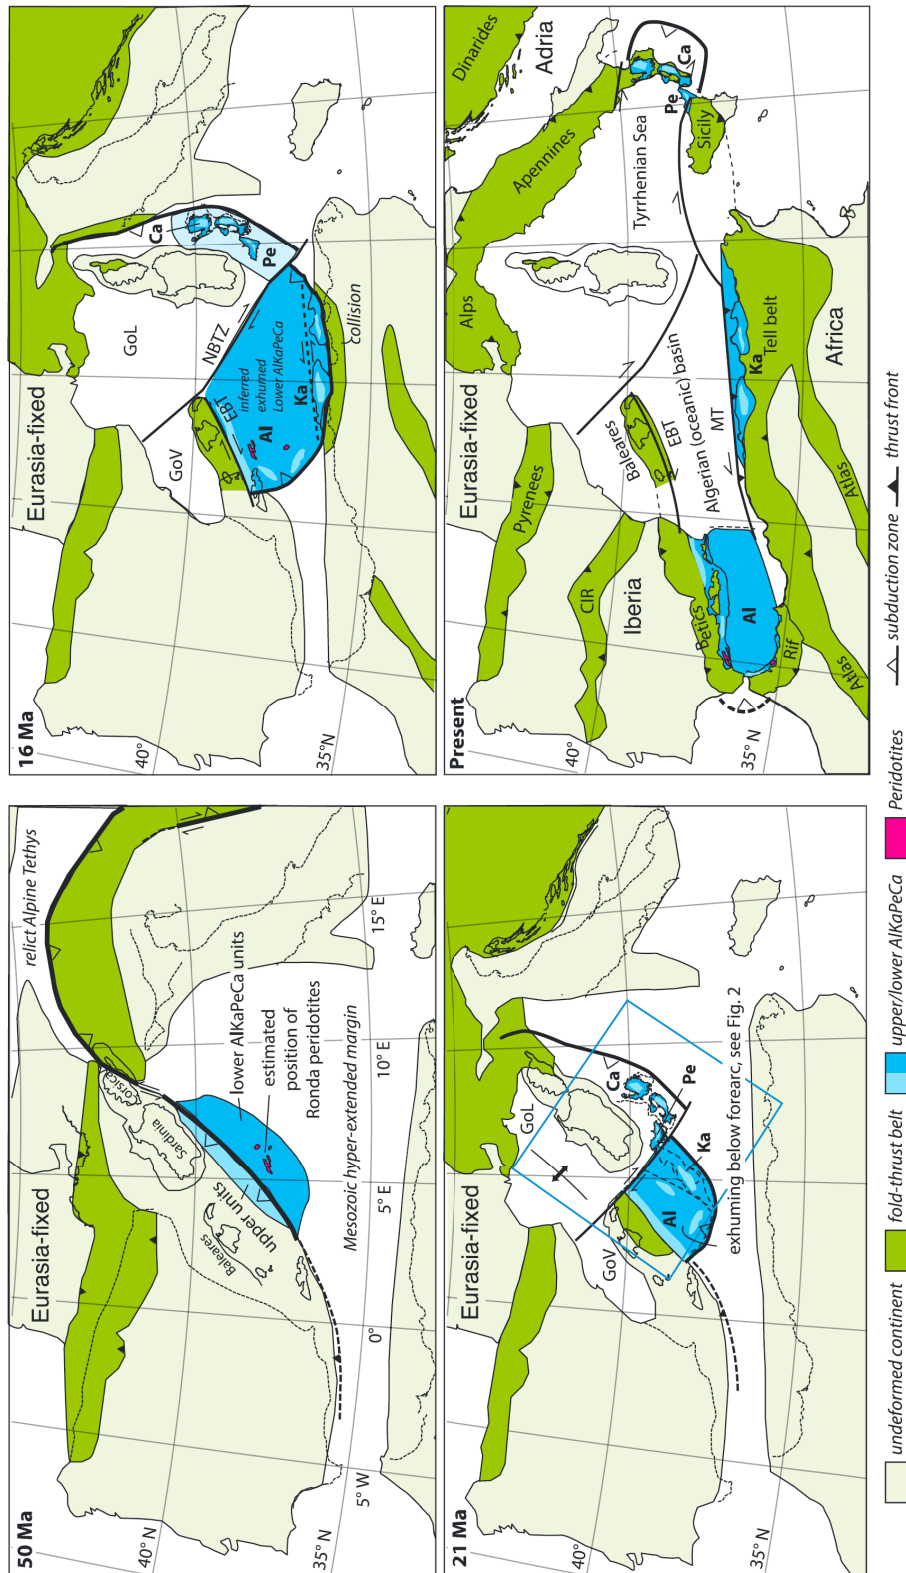 50 Ma
Eurasia-fixed
relict Alpine Tethys
Corsica
Sardinia
Baleares
upper units
lower AlKaPeCa units
estimated
position of
Ronda peridotites
Mesozoic hyper-extended margin
40° N
35° N
5° W
0°
5° E
10° E
15° E
16 Ma
Eurasia-fixed
GoL
GoV
NBTZ
EBT
inferred
exhumed
Lower AlKaPeCa
Al
Ka
Ca
Pe
collision
40°
35°N
21 Ma
Eurasia-fixed
GoL
GoV
Ca
Pe
Al
Ka
exhuming below forearc, see Fig. 2
40°
35° N
Present
Eurasia-fixed
Alps
Dinarides
Adria
Apennines
Pyrenees
CIR
Iberia
Baleares
EBT
Algerian (oceanic) basin
MT
Tyrrhenian Sea
Ca
Pe
Sicily
Betics
Al
Rif
Ka
Tell belt
Africa
Atlas
Atlas
40°
35° N
undeformed continent
fold-thrust belt
upper/lower AlKaPeCa
Peridotites
subduction zone
thrust front